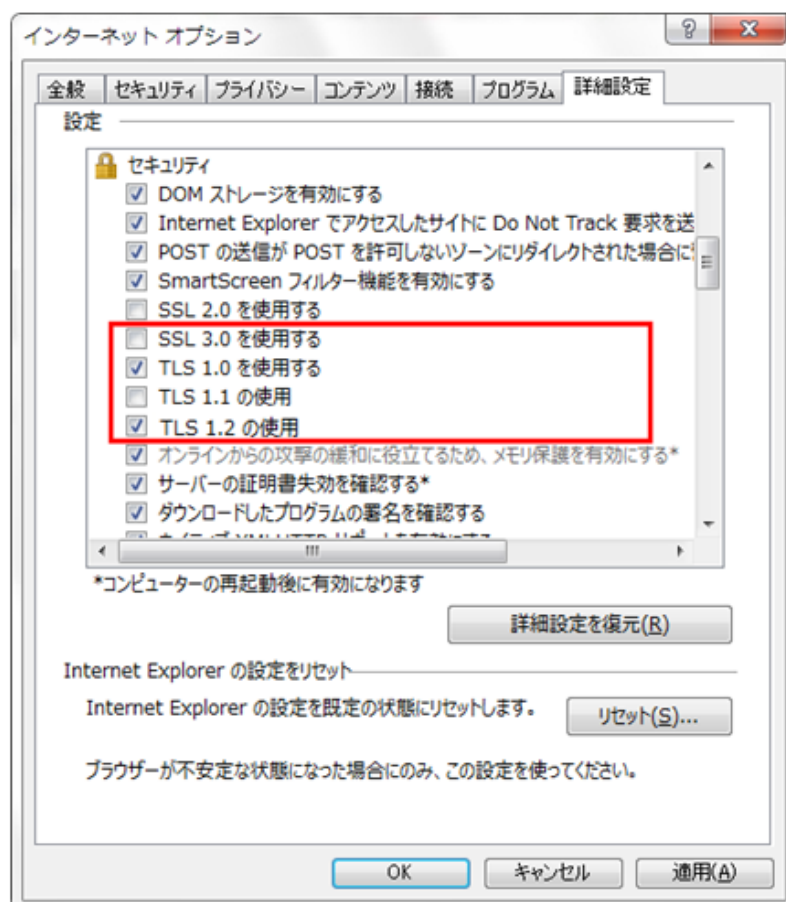 インターネット オプション
全般 セキュリティ プライバシー コンテンツ 接続 プログラム 詳細設定
設定
セキュリティ
DOM ストレージを有効にする
Internet Explorer でアクセスしたサイトに Do Not Track 要求を送
POST の送信が POST を許可しないゾーンにリダイレクトされた場合に
SmartScreen フィルター機能を有効にする
SSL 2.0 を使用する
SSL 3.0 を使用する
TLS 1.0 を使用する
TLS 1.1 の使用
TLS 1.2 の使用
オンラインからの攻撃の緩和に役立てるため、メモリ保護を有効にする*
サーバーの証明書失効を確認する*
ダウンロードしたプログラムの署名を確認する
*コンピューターの再起動後に有効になります
詳細設定を復元(R)
Internet Explorer の設定をリセット
Internet Explorer の設定を既定の状態にリセットします。
リセット(S)...
ブラウザーが不安定な状態になった場合にのみ、この設定を使ってください。
OK キャンセル 適用(A)